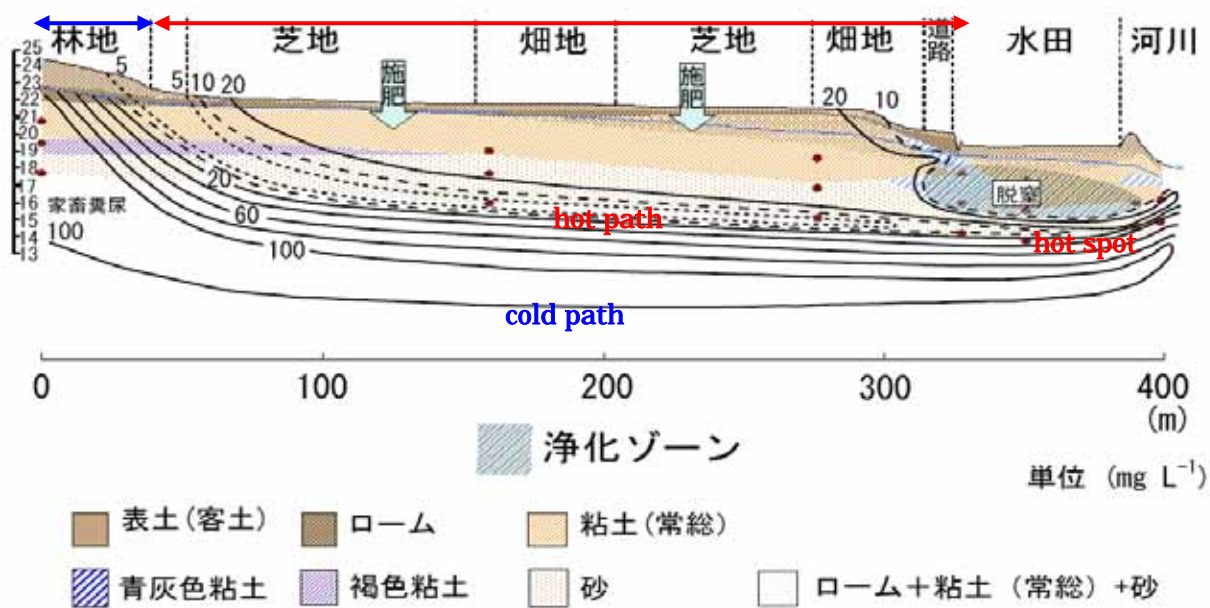 林地 芝地 畑地 芝地 畑地 道路 水田 河川
25
24
23
22
21
20
19
18
17
16
15
14
13
5 5 10 20 施肥 施肥 20 10
20
60
100
100
家畜糞尿
脱窒
hot path
hot spot
cold path
0 100 200 300 400
(m)
浄化ゾーン
単位 (mg L⁻¹)
表土(客土) ローム 粘土(常総)
青灰色粘土 褐色粘土 砂 ローム+粘土(常総)+砂